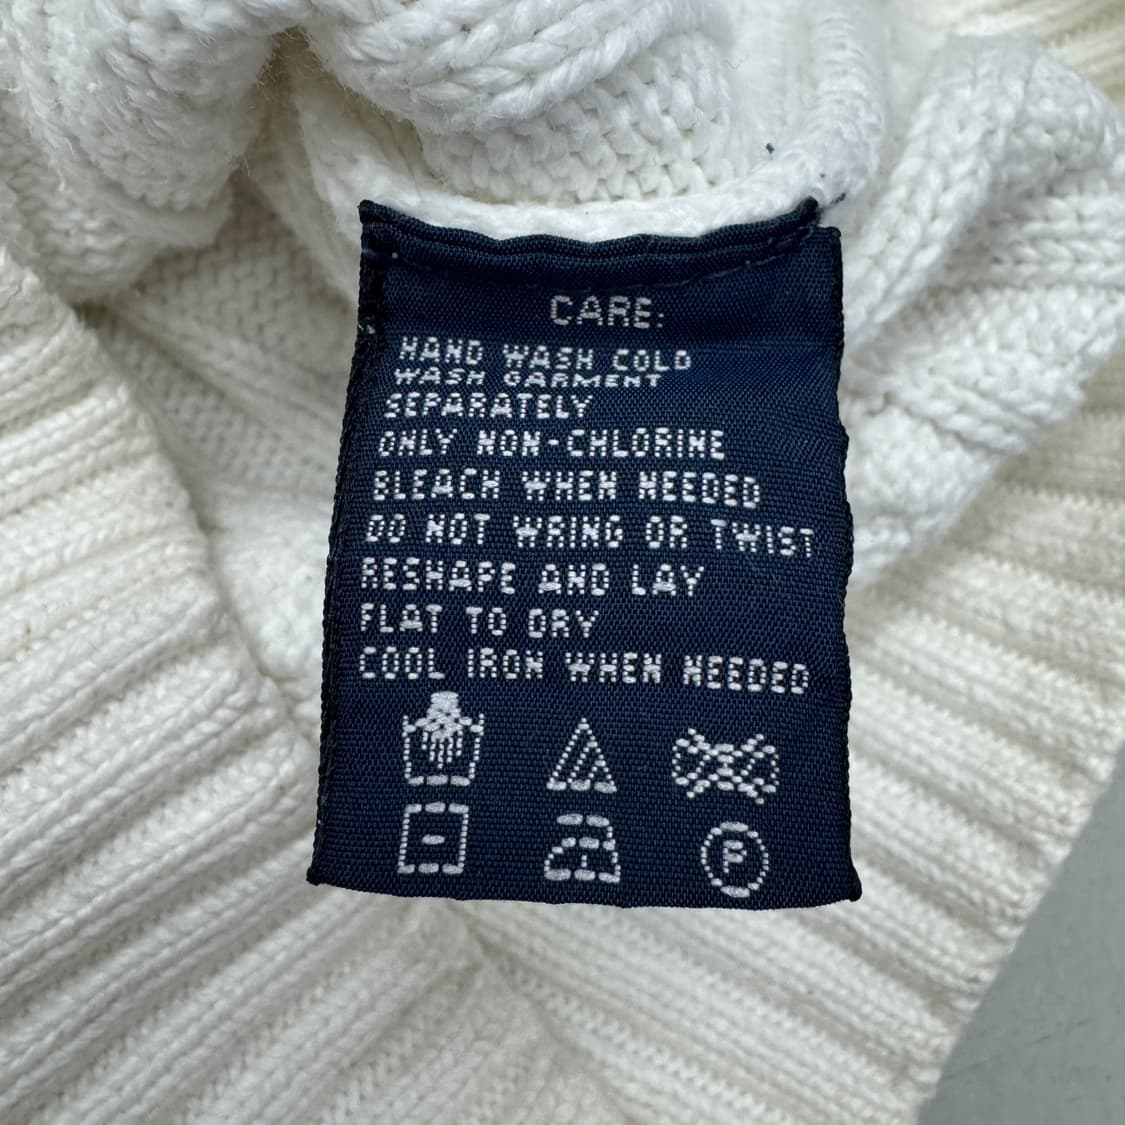 CARE:
HAND WASH COLD
WASH GARMENT
SEPARATELY
ONLY NON-CHLORINE
BLEACH WHEN NEEDED
DO NOT WRING OR TWIST
RESHAPE AND LAY
FLAT TO DRY
COOL IRON WHEN NEEDED
F